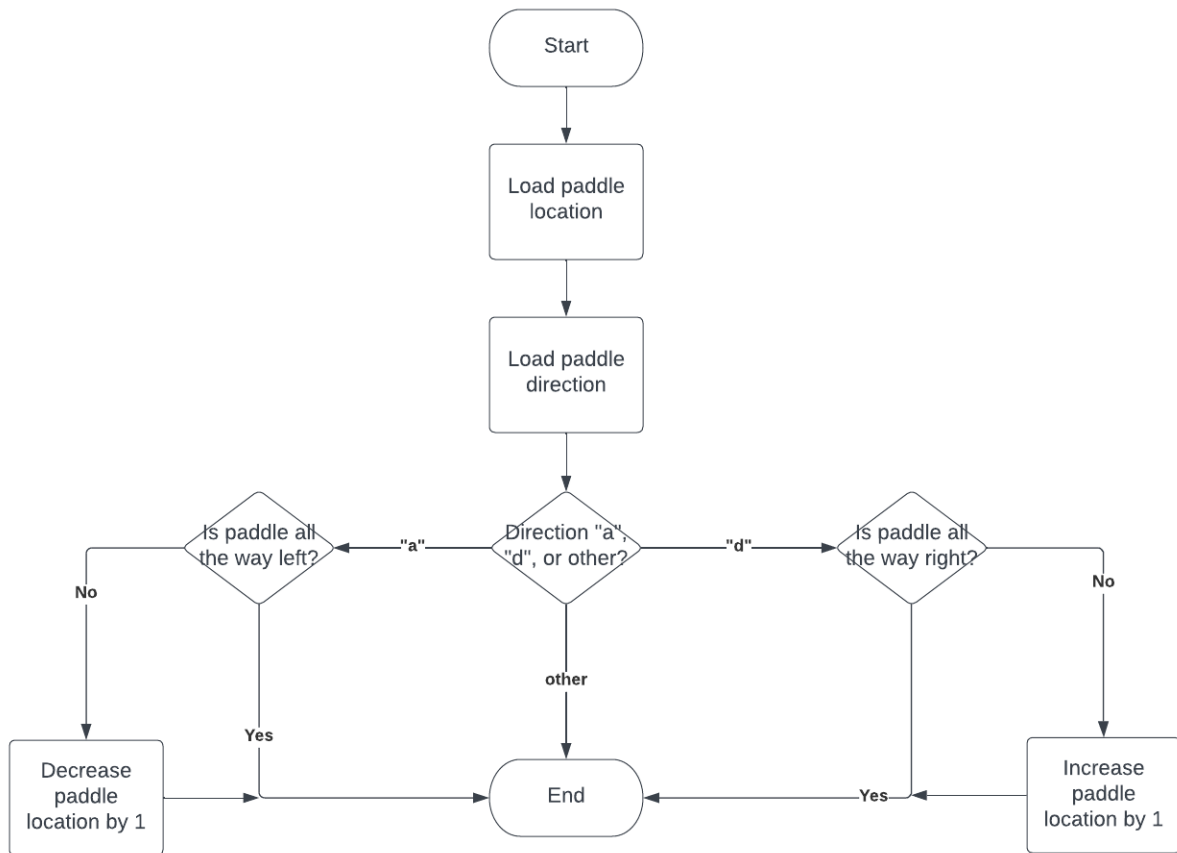 Start
Load paddle
location
Load paddle
direction
Is paddle all
the way left?
"a"
Direction "a",
"d", or other?
"d"
Is paddle all
the way right?
No
No
other
Yes
Yes
Decrease
paddle
location by 1
End
Increase
paddle
location by 1